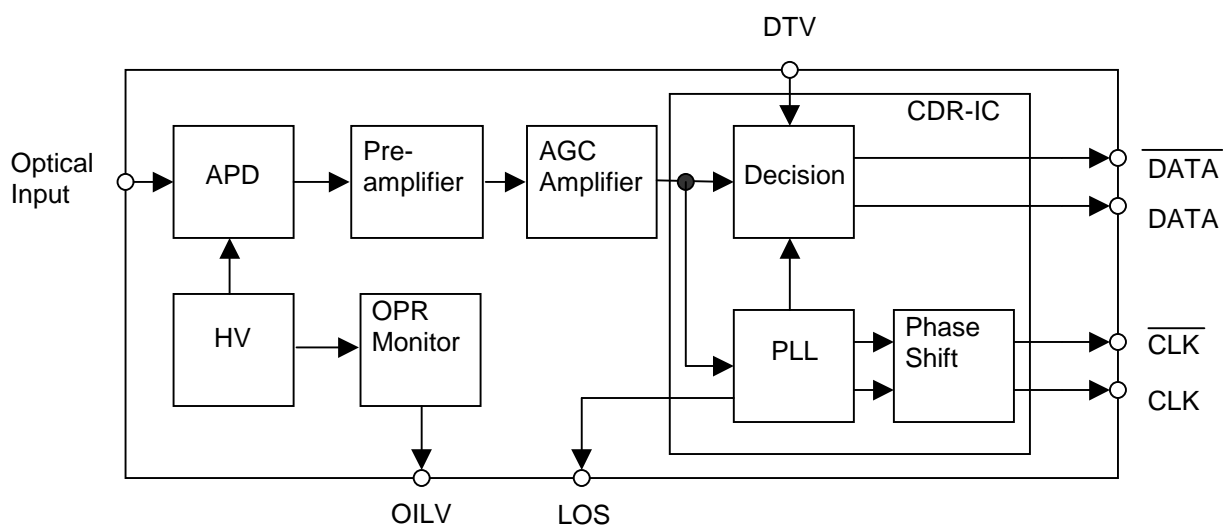 DTV
CDR-IC
Optical
Input
APD
Pre-
amplifier
AGC
Amplifier
Decision
DATA
DATA
HV
OPR
Monitor
PLL
Phase
Shift
CLK
CLK
OILV
LOS